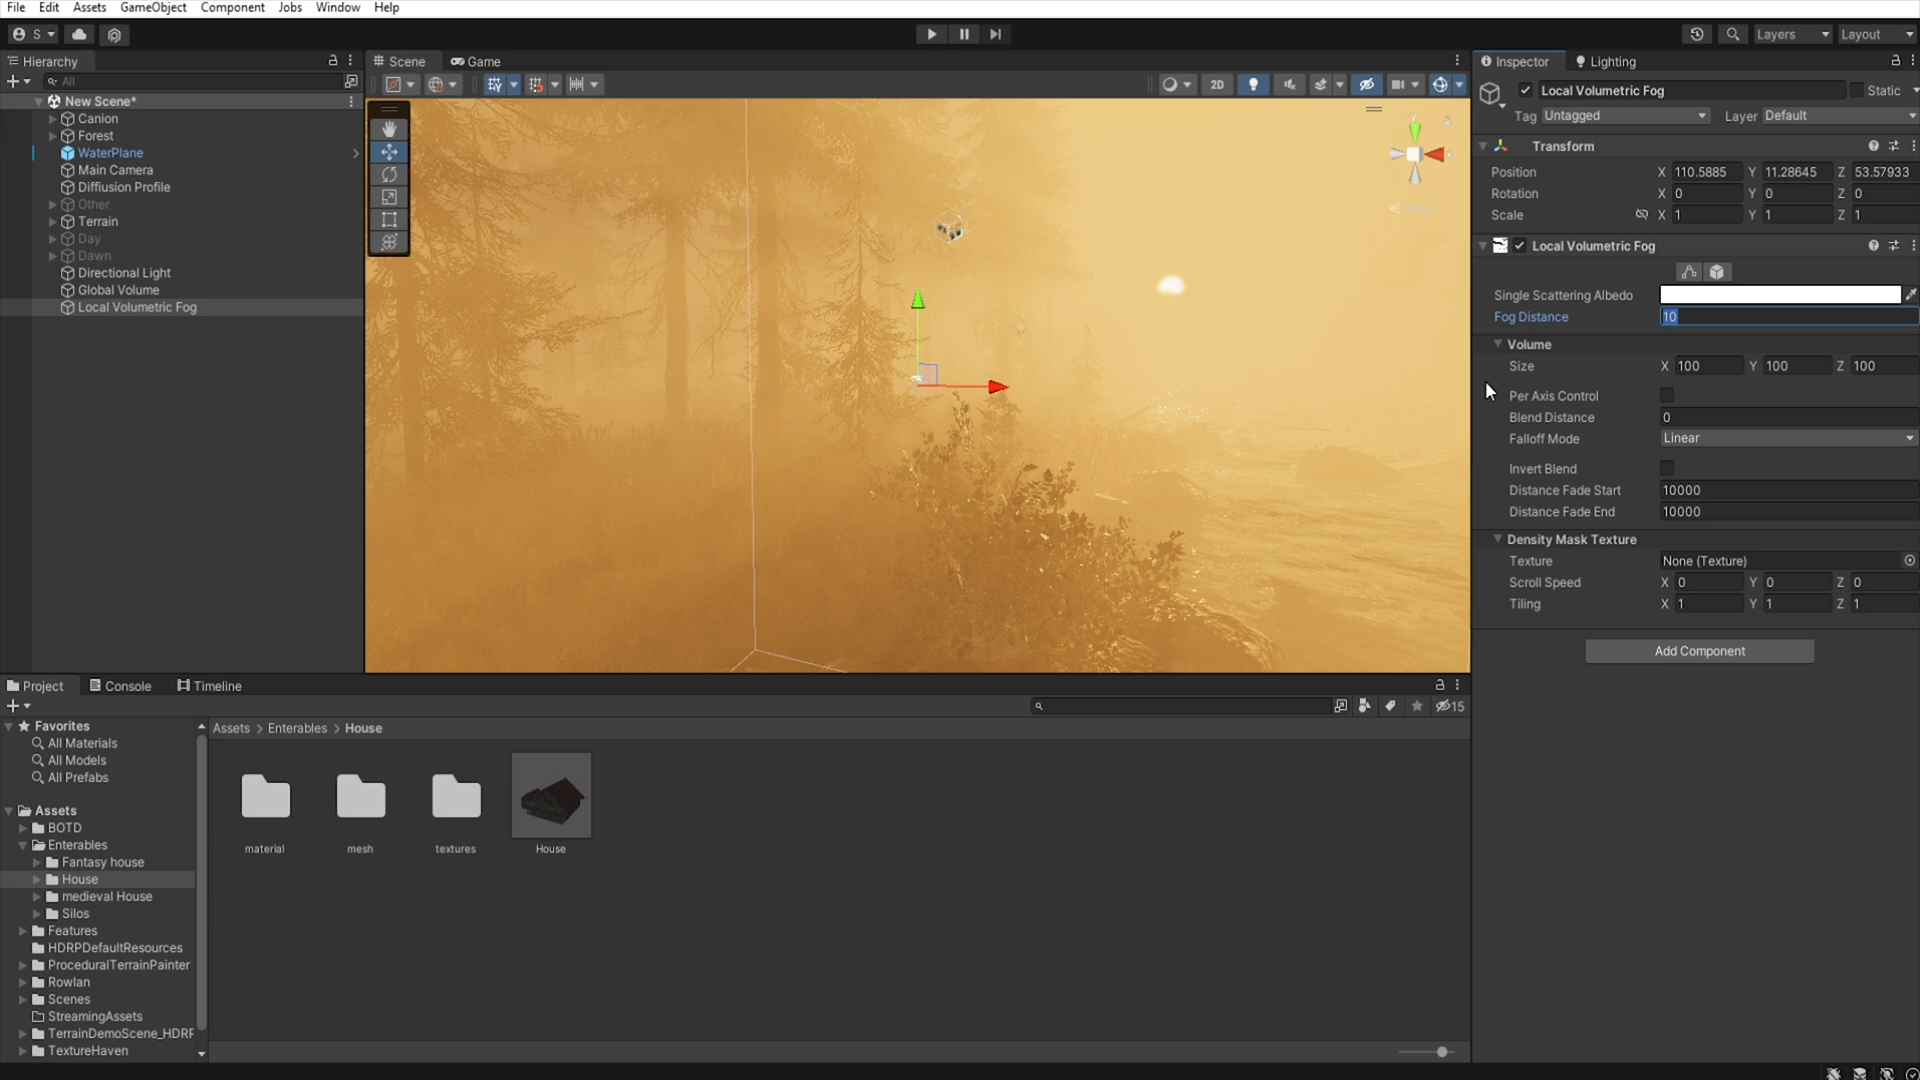 File Edit Assets GameObject Component Jobs Window Help
S Layers Layout
Hierarchy
All
New Scene*
Canion
Forest
WaterPlane
Main Camera
Diffusion Profile
Other
Terrain
Day
Dawn
Directional Light
Global Volume
Local Volumetric Fog
Scene Game
2D
Inspector Lighting
Local Volumetric Fog Static
Tag Untagged Layer Default
Transform
Position X 110.5885 Y 11.28645 Z 53.57933
Rotation X 0 Y 0 Z 0
Scale X 1 Y 1 Z 1
Local Volumetric Fog
Single Scattering Albedo
Fog Distance 10
Volume
Size X 100 Y 100 Z 100
Per Axis Control
Blend Distance 0
Falloff Mode Linear
Invert Blend
Distance Fade Start 10000
Distance Fade End 10000
Density Mask Texture
Texture None (Texture)
Scroll Speed X 0 Y 0 Z 0
Tiling X 1 Y 1 Z 1
Add Component
Project Console Timeline
15
Favorites
All Materials
All Models
All Prefabs
Assets
BOTD
Enterables
Fantasy house
House
medieval House
Silos
Features
HDRPDefaultResources
ProceduralTerrainPainter
Rowlan
Scenes
StreamingAssets
TerrainDemoScene_HDRF
TextureHaven
Assets > Enterables > House
material mesh textures House